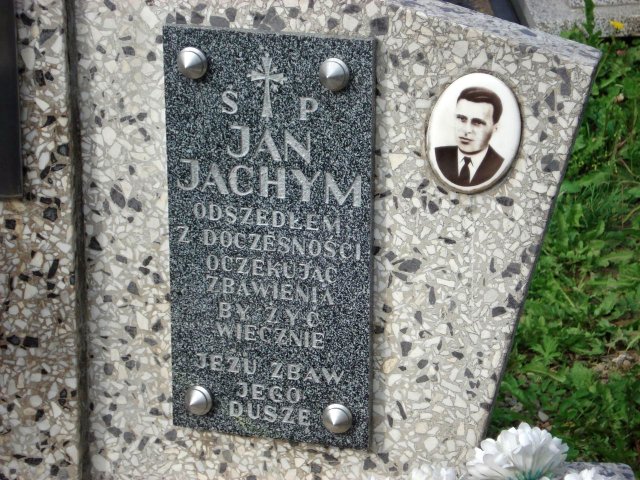 Ś P
JAN
JACHYM
ODSZEDŁEM
Z DOCZESNOŚCI
OCZEKUJĄC
ZBAWIENIA
BY ŻYĆ
WIECZNIE
JEZU ZBAW
JEGO
DUSZĘ